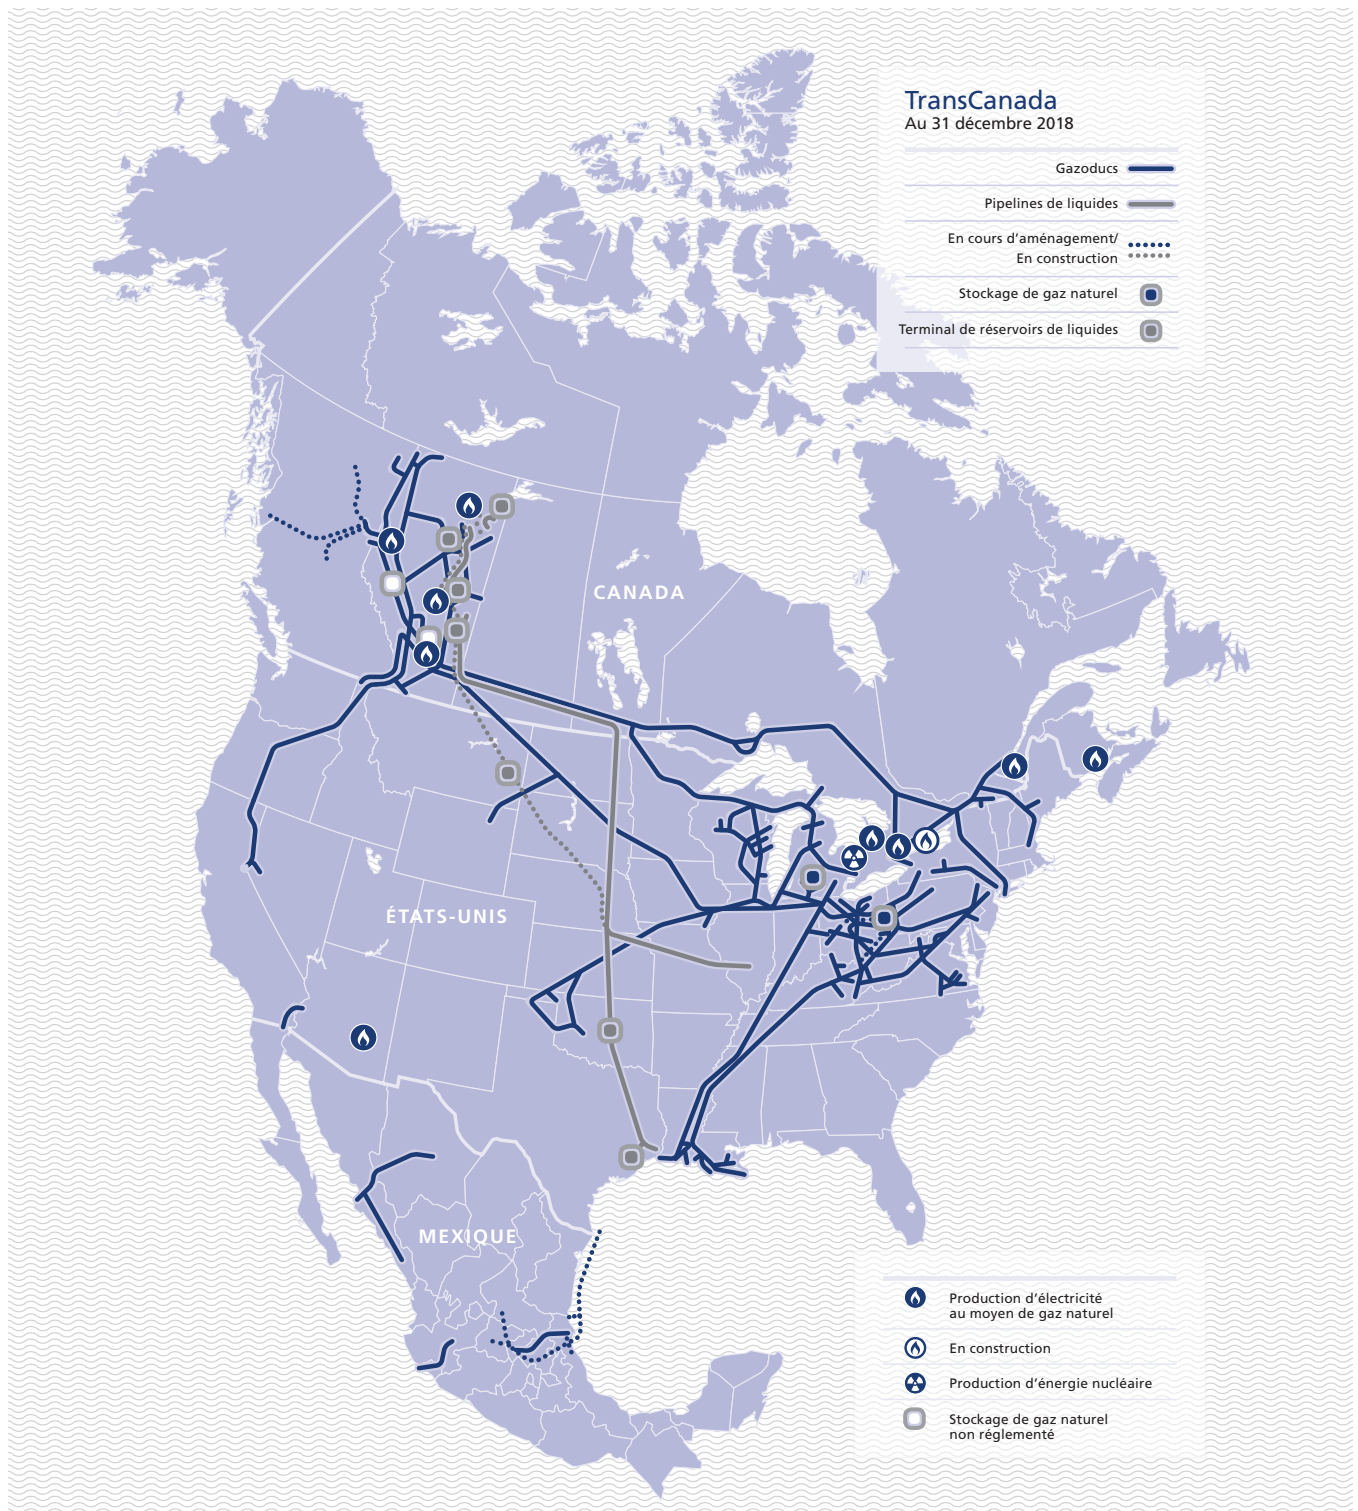 TransCanada
Au 31 décembre 2018
Gazoducs
Pipelines de liquides
En cours d'aménagement/
En construction
Stockage de gaz naturel
Terminal de réservoirs de liquides
CANADA
ÉTATS-UNIS
MEXIQUE
Production d'électricité
au moyen de gaz naturel
En construction
Production d'énergie nucléaire
Stockage de gaz naturel
non réglementé